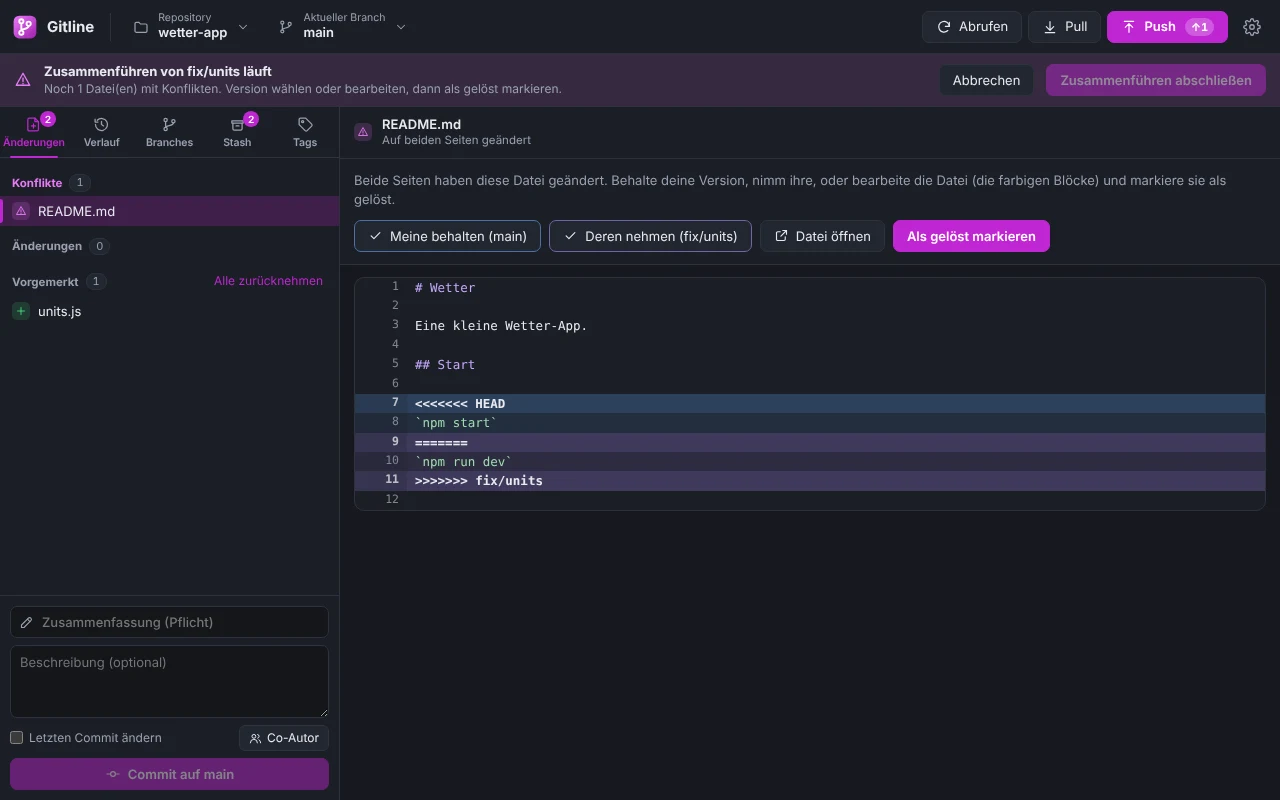 Gitline
Repository
wetter-app
Aktueller Branch
main
Abrufen
Pull
Push
↑1
Zusammenführen von fix/units läuft
Noch 1 Datei(en) mit Konflikten. Version wählen oder bearbeiten, dann als gelöst markieren.
Abbrechen
Zusammenführen abschließen
2
Änderungen
Verlauf
Branches
2
Stash
Tags
Konflikte 1
README.md
Änderungen 0
Vorgemerkt 1
Alle zurücknehmen
units.js
Zusammenfassung (Pflicht)
Beschreibung (optional)
Letzten Commit ändern
Co-Autor
Commit auf main
README.md
Auf beiden Seiten geändert
Beide Seiten haben diese Datei geändert. Behalte deine Version, nimm ihre, oder bearbeite die Datei (die farbigen Blöcke) und markiere sie als
gelöst.
Meine behalten (main)
Deren nehmen (fix/units)
Datei öffnen
Als gelöst markieren
1 # Wetter
2
3 Eine kleine Wetter-App.
4
5 ## Start
6
7 <<<<<<< HEAD
8 `npm start`
9 =======
10 `npm run dev`
11 >>>>>>> fix/units
12